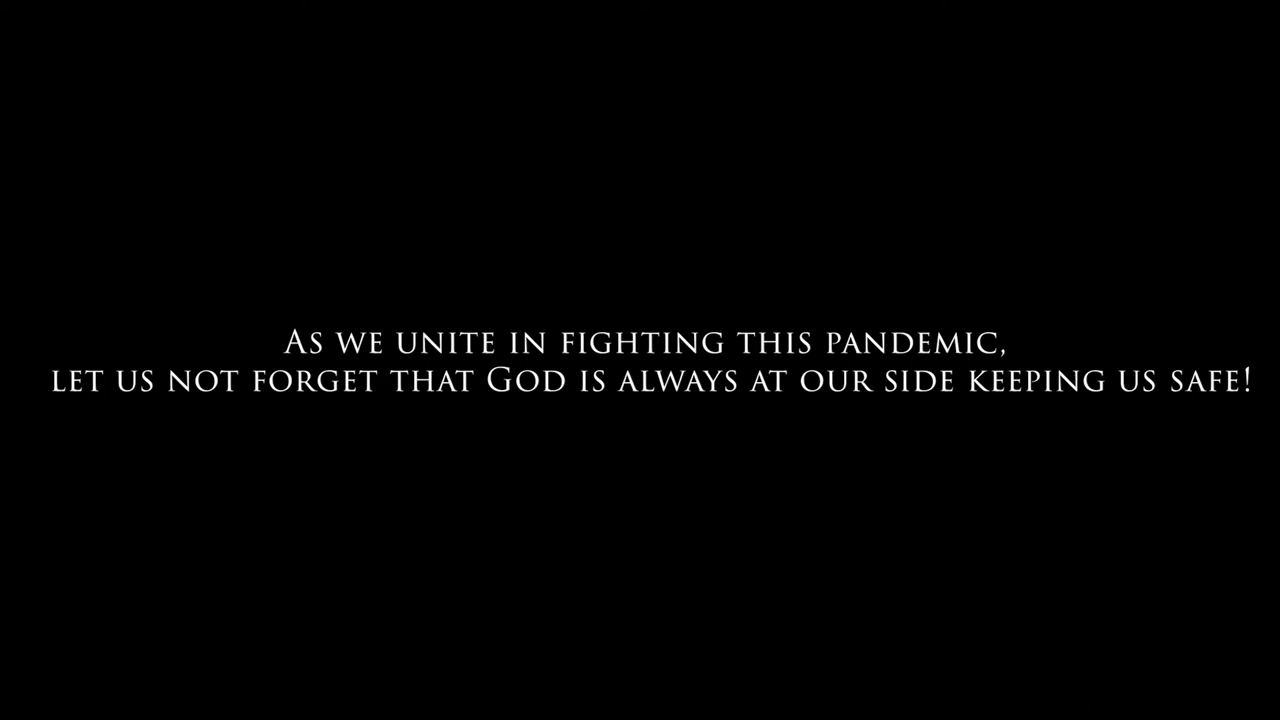 As we unite in fighting this pandemic,
let us not forget that God is always at our side keeping us safe!